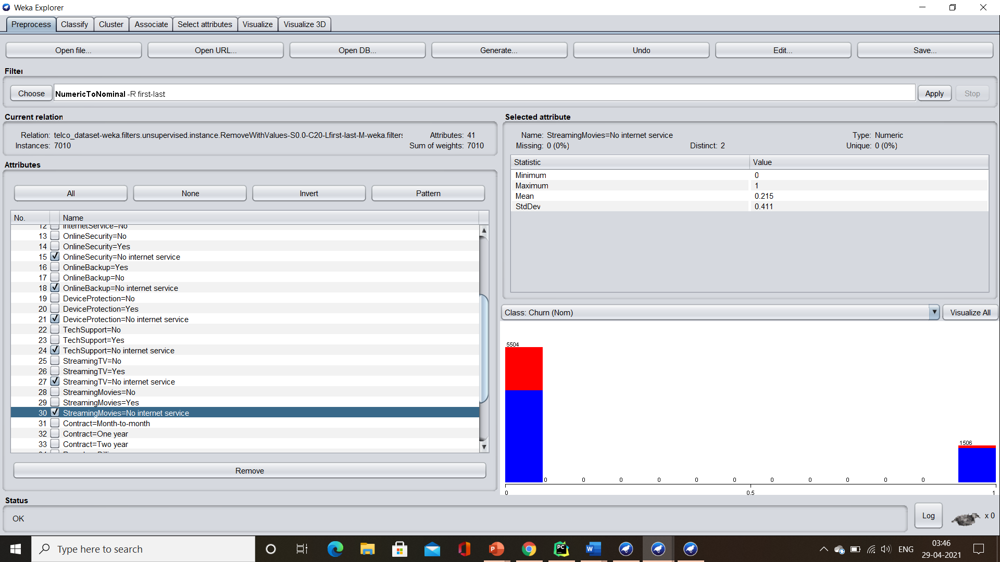 Weka Explorer
Preprocess Classify Cluster Associate Select attributes Visualize Visualize 3D
Open file... Open URL... Open DB... Generate... Undo Edit... Save...
Filter
Choose NumericToNominal -R first-last Apply Stop
Current relation
Relation: telco_dataset-weka.filters.unsupervised.instance.RemoveWithValues-S0.0-C20-Lfirst-last-M-weka.filters Attributes: 41
Instances: 7010 Sum of weights: 7010
Attributes
All None Invert Pattern
No. Name
12 InternetService=No
13 OnlineSecurity=No
14 OnlineSecurity=Yes
15 OnlineSecurity=No internet service
16 OnlineBackup=Yes
17 OnlineBackup=No
18 OnlineBackup=No internet service
19 DeviceProtection=No
20 DeviceProtection=Yes
21 DeviceProtection=No internet service
22 TechSupport=No
23 TechSupport=Yes
24 TechSupport=No internet service
25 StreamingTV=No
26 StreamingTV=Yes
27 StreamingTV=No internet service
28 StreamingMovies=No
29 StreamingMovies=Yes
30 StreamingMovies=No internet service
31 Contract=Month-to-month
32 Contract=One year
33 Contract=Two year
Remove
Selected attribute
Name: StreamingMovies=No internet service Type: Numeric
Missing: 0 (0%) Distinct: 2 Unique: 0 (0%)
Statistic Value
Minimum 0
Maximum 1
Mean 0.215
StdDev 0.411
Class: Churn (Nom) Visualize All
5504
1506
0 0 0 0 0 0 0 0 0 0 0
0 0.5 1
Status
OK
Log x 0
Type here to search
ENG
03:46
29-04-2021